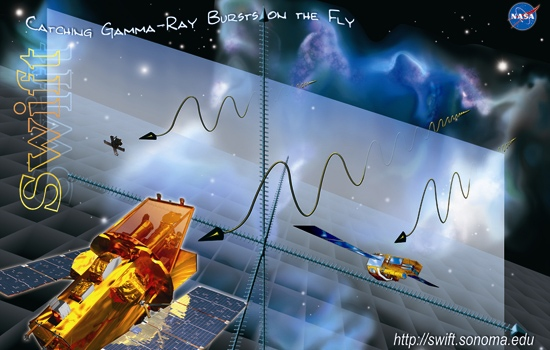 Catching Gamma-Ray Bursts on the Fly
NASA
Swift
http://swift.sonoma.edu